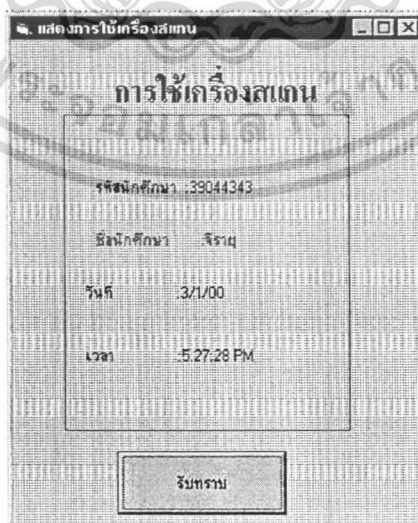 แสดงการใช้เครื่องสแกน
การใช้เครื่องสแกน
รหัสนักศึกษา :39044343
ชื่อนักศึกษา :จิรายุ
วันที่ :3/1/00
เวลา :5:27:28 PM
รับทราบ